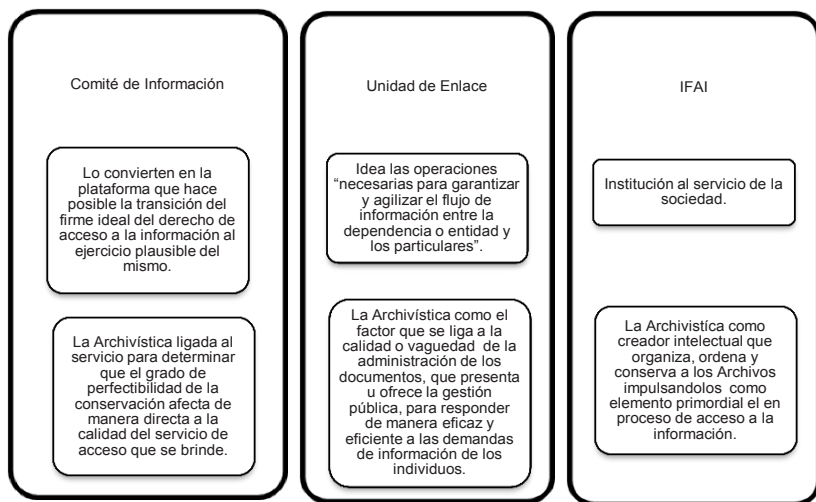 Comité de Información
Lo convierten en la
plataforma que hace
posible la transición del
firme ideal del derecho de
acceso a la información al
ejercicio plausible del
mismo.
La Archivística ligada al
servicio para determinar
que el grado de
perfectibilidad de la
conservación afecta de
manera directa a la
calidad del servicio de
acceso que se brinde.
Unidad de Enlace
Idea las operaciones
“necesarias para garantizar
y agilizar el flujo de
información entre la
dependencia o entidad y
los particulares”.
La Archivística como el
factor que se liga a la
calidad o vaguedad de la
administración de los
documentos, que presenta
u ofrece la gestión
pública, para responder
de manera eficaz y
eficiente a las demandas
de información de los
individuos.
IFAI
Institución al servicio de la
sociedad.
La Archivistíca como
creador intelectual que
organiza, ordena y
conserva a los Archivos
impulsandolos como
elemento primordial el en
proceso de acceso a la
información.